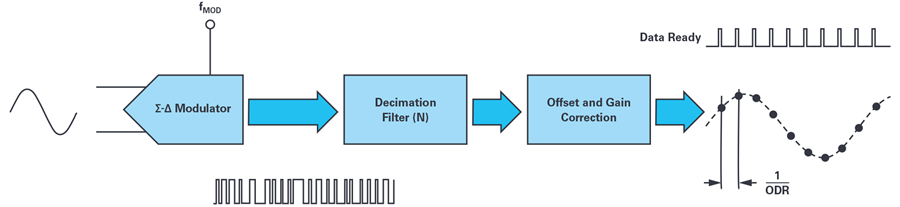 fMOD
Σ-Δ Modulator
Decimation
Filter (N)
Offset and Gain
Correction
Data Ready
1
ODR